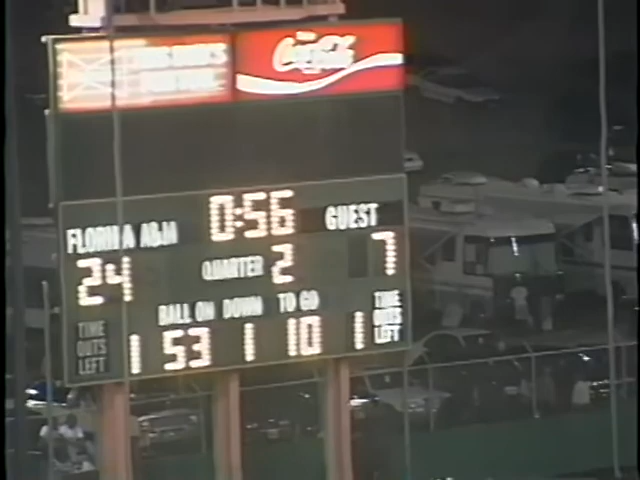 Coca-Cola
0:56
FLORIDA A&M GUEST
24 QUARTER 2 7
BALL ON DOWN TO GO
TIME OUTS LEFT 1 53 1 10 1 TIME OUTS LEFT